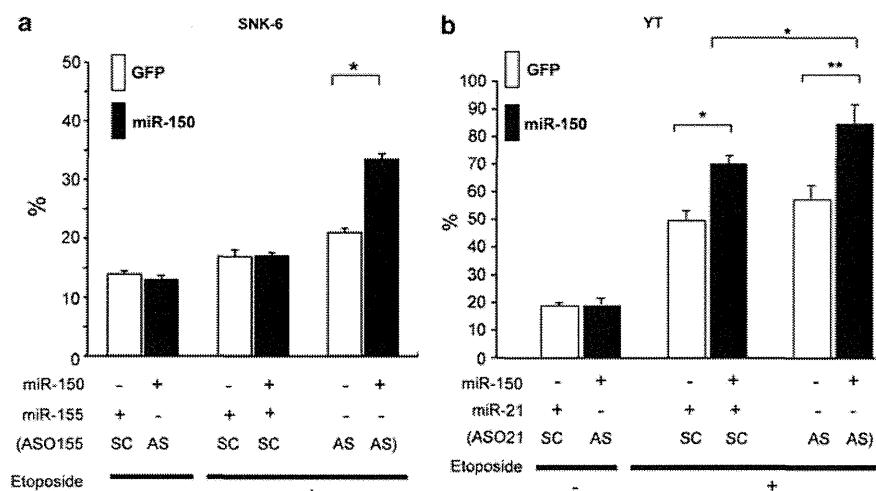 a
SNK-6
GFP
miR-150
*
50
40
30
20
10
0
%
miR-150 - + - + - +
miR-155 + - + + - -
(ASO155 SC AS SC SC AS AS)
Etoposide
b
YT
GFP
miR-150
*
**
*
100
90
80
70
60
50
40
30
20
10
0
%
miR-150 - + - + - +
miR-21 + - + + - -
(ASO21 SC AS SC SC AS AS)
Etoposide
- +